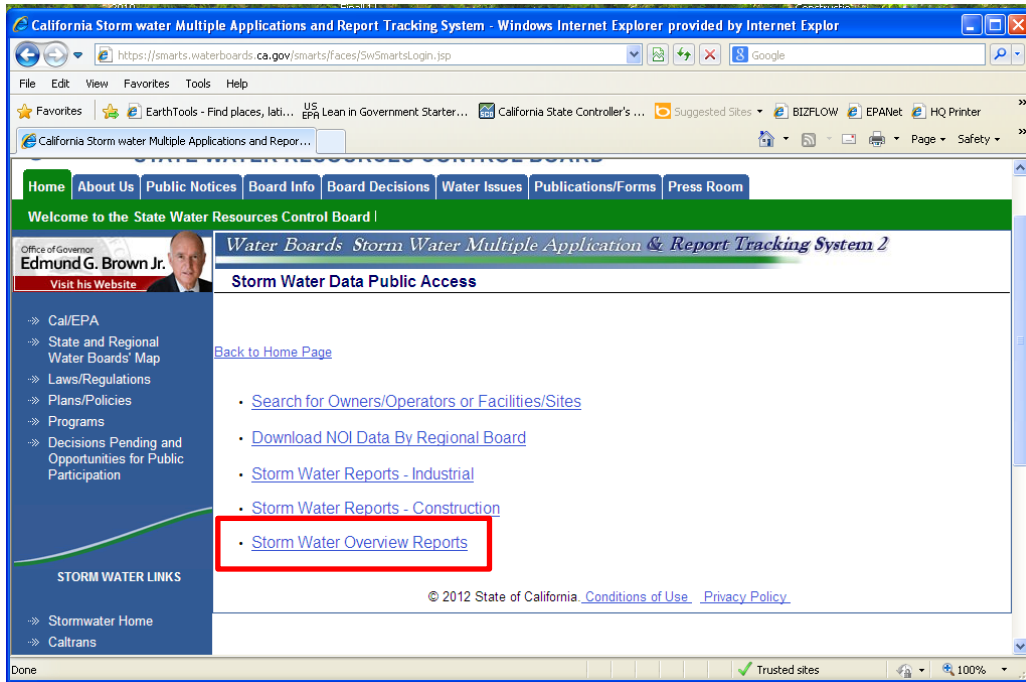 California Storm water Multiple Applications and Report Tracking System - Windows Internet Explorer provided by Internet Explor
https://smarts.waterboards.ca.gov/smarts/faces/SwSmartsLogin.jsp
Google
File Edit View Favorites Tools Help
Favorites EarthTools - Find places, lati... US EPA Lean in Government Starter... SCO California State Controller's ... Suggested Sites BIZFLOW EPANet HQ Printer »
California Storm water Multiple Applications and Repor... Page Safety »
STATE WATER RESOURCES CONTROL BOARD
Home About Us Public Notices Board Info Board Decisions Water Issues Publications/Forms Press Room
Welcome to the State Water Resources Control Board |
Office of Governor
Edmund G. Brown Jr.
Visit his Website
Water Boards Storm Water Multiple Application & Report Tracking System 2
Storm Water Data Public Access
Cal/EPA
State and Regional
Water Boards' Map
Laws/Regulations
Plans/Policies
Programs
Decisions Pending and
Opportunities for Public
Participation
STORM WATER LINKS
Stormwater Home
Caltrans
Back to Home Page
• Search for Owners/Operators or Facilities/Sites
• Download NOI Data By Regional Board
• Storm Water Reports - Industrial
• Storm Water Reports - Construction
• Storm Water Overview Reports
© 2012 State of California. Conditions of Use Privacy Policy
Done Trusted sites 100%